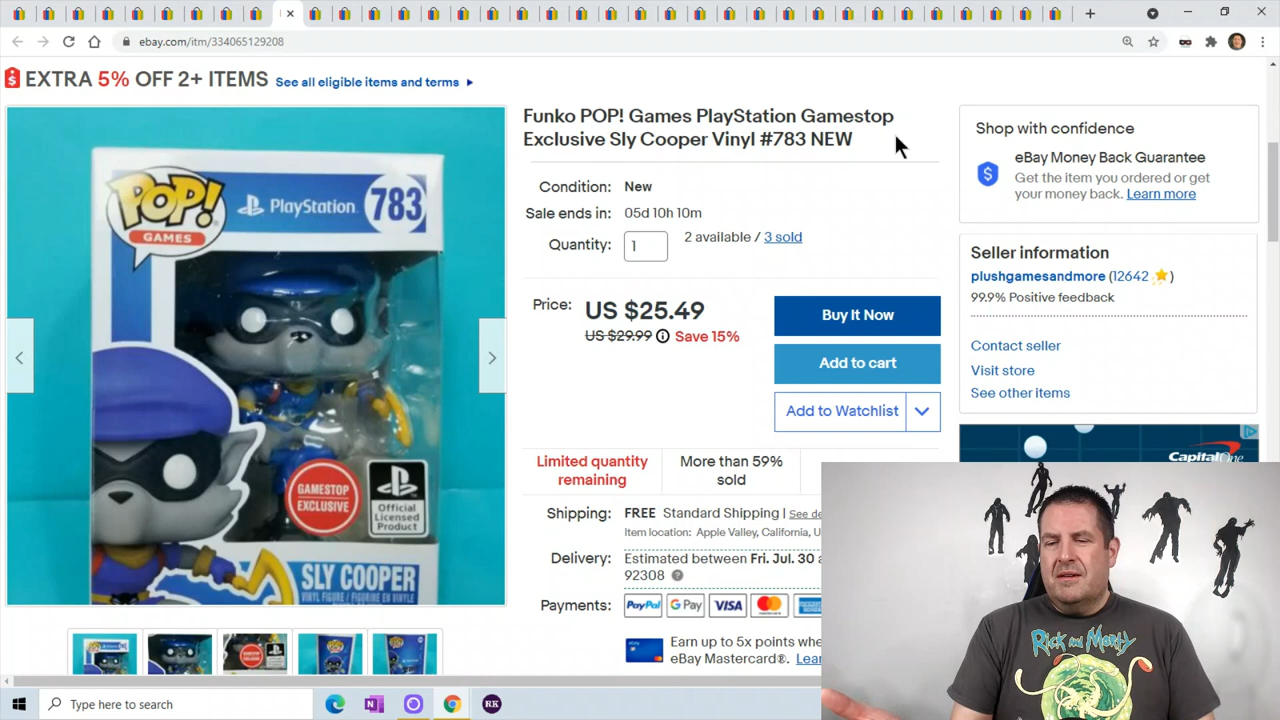 ebay.com/itm/334065129208
EXTRA 5% OFF 2+ ITEMS
See all eligible items and terms
POP!
GAMES
PlayStation
783
GAMESTOP
EXCLUSIVE
Official
Licensed
Product
SLY COOPER
VINYL FIGURE / FIGURINE EN VINYLE
Funko POP! Games PlayStation Gamestop
Exclusive Sly Cooper Vinyl #783 NEW
Condition: New
Sale ends in: 05d 10h 10m
Quantity: 1 2 available / 3 sold
Price: US $25.49
US $29.99 Save 15%
Buy It Now
Add to cart
Add to Watchlist
Limited quantity
remaining
More than 59%
sold
Shipping: FREE Standard Shipping | See de
Item location: Apple Valley, California, U
Delivery: Estimated between Fri. Jul. 30 a
92308
Payments: PayPal G Pay VISA
Earn up to 5x points whe
eBay Mastercard®. Lea
Shop with confidence
eBay Money Back Guarantee
Get the item you ordered or get
your money back. Learn more
Seller information
plushgamesandmore (12642 )
99.9% Positive feedback
Contact seller
Visit store
See other items
Capital One
Rick and Morty
Type here to search
RK